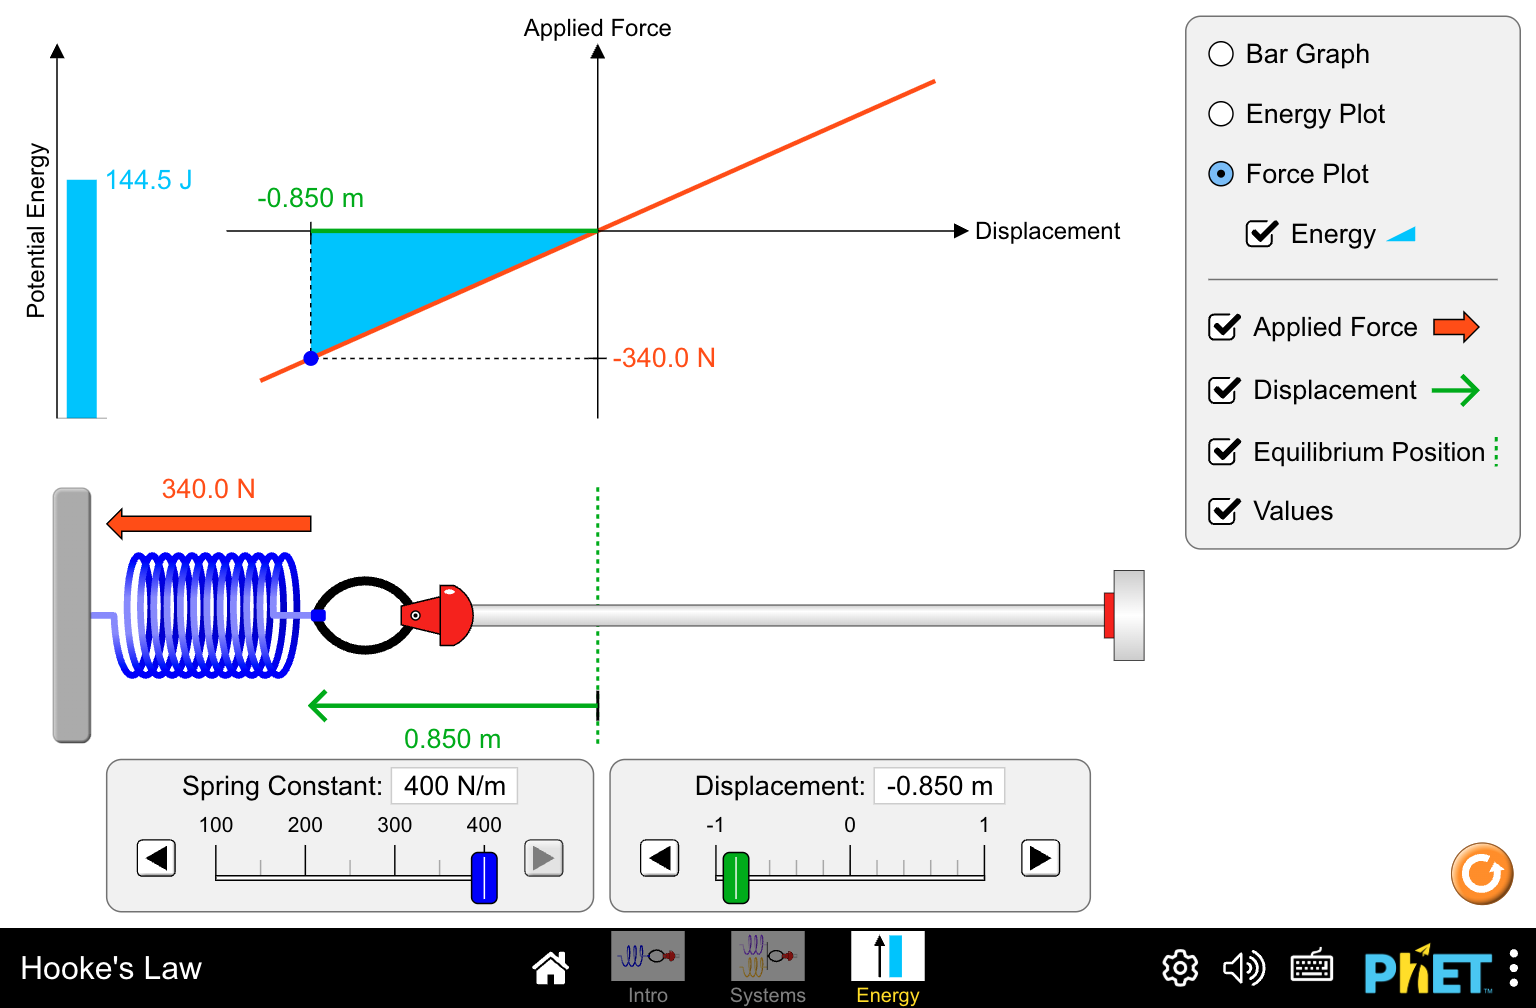 Applied Force
Potential Energy
144.5 J
-0.850 m
Displacement
-340.0 N
Bar Graph
Energy Plot
Force Plot
Energy
Applied Force
Displacement
Equilibrium Position
Values
340.0 N
0.850 m
Spring Constant: 400 N/m
100 200 300 400
Displacement: -0.850 m
-1 0 1
Hooke's Law
Intro
Systems
Energy
PhET™